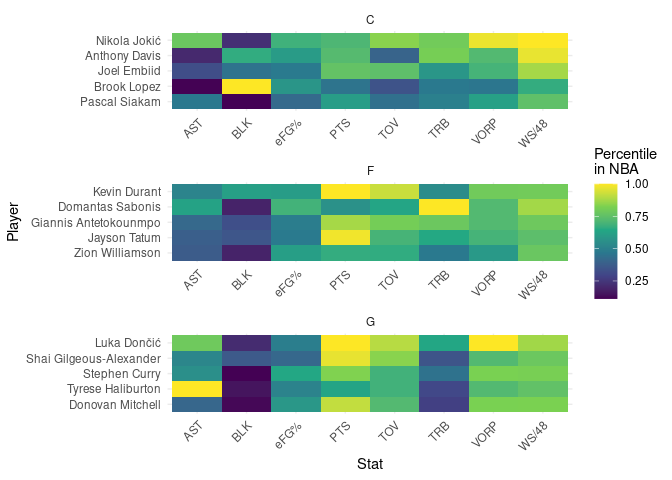 C
Nikola Jokić
Anthony Davis
Joel Embiid
Brook Lopez
Pascal Siakam
AST BLK eFG% PTS TOV TRB VORP WS/48
F
Kevin Durant
Domantas Sabonis
Giannis Antetokounmpo
Jayson Tatum
Zion Williamson
AST BLK eFG% PTS TOV TRB VORP WS/48
G
Luka Dončić
Shai Gilgeous-Alexander
Stephen Curry
Tyrese Haliburton
Donovan Mitchell
AST BLK eFG% PTS TOV TRB VORP WS/48
Stat
Player
Percentile
in NBA
1.00
0.75
0.50
0.25